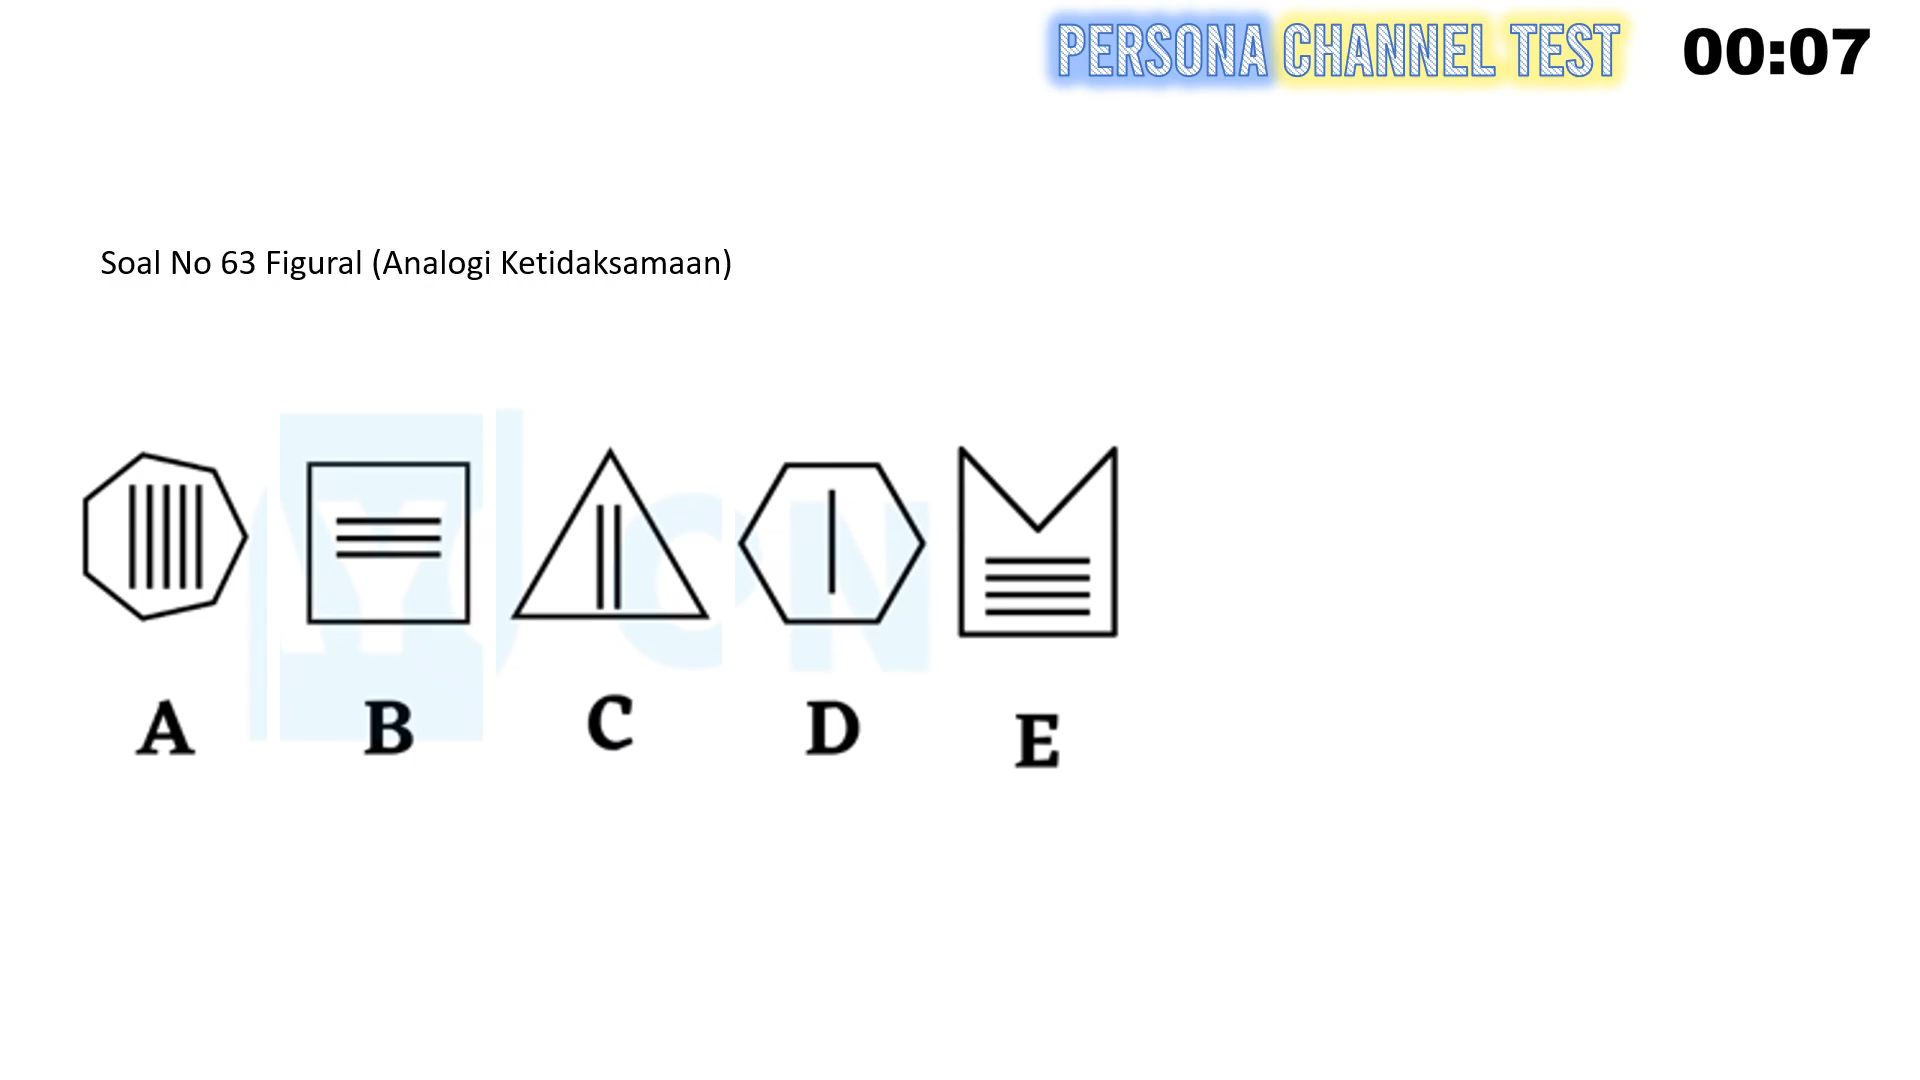 PERSONA CHANNEL TEST 00:07
Soal No 63 Figural (Analogi Ketidaksamaan)
A B C D E